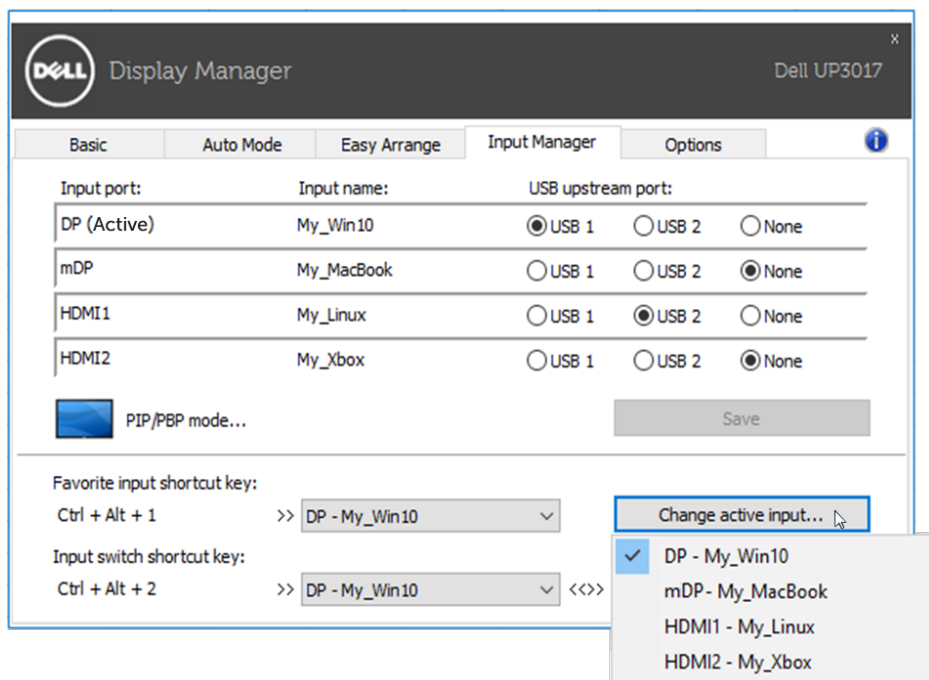 x
DELL Display Manager Dell UP3017
Basic Auto Mode Easy Arrange Input Manager Options i
Input port: Input name: USB upstream port:
DP (Active) My_Win10 USB 1 USB 2 None
mDP My_MacBook USB 1 USB 2 None
HDMI1 My_Linux USB 1 USB 2 None
HDMI2 My_Xbox USB 1 USB 2 None
PIP/PBP mode... Save
Favorite input shortcut key:
Ctrl + Alt + 1 >> DP - My_Win10 Change active input...
Input switch shortcut key: DP - My_Win10
Ctrl + Alt + 2 >> DP - My_Win10 <<>> mDP- My_MacBook
HDMI1 - My_Linux
HDMI2 - My_Xbox